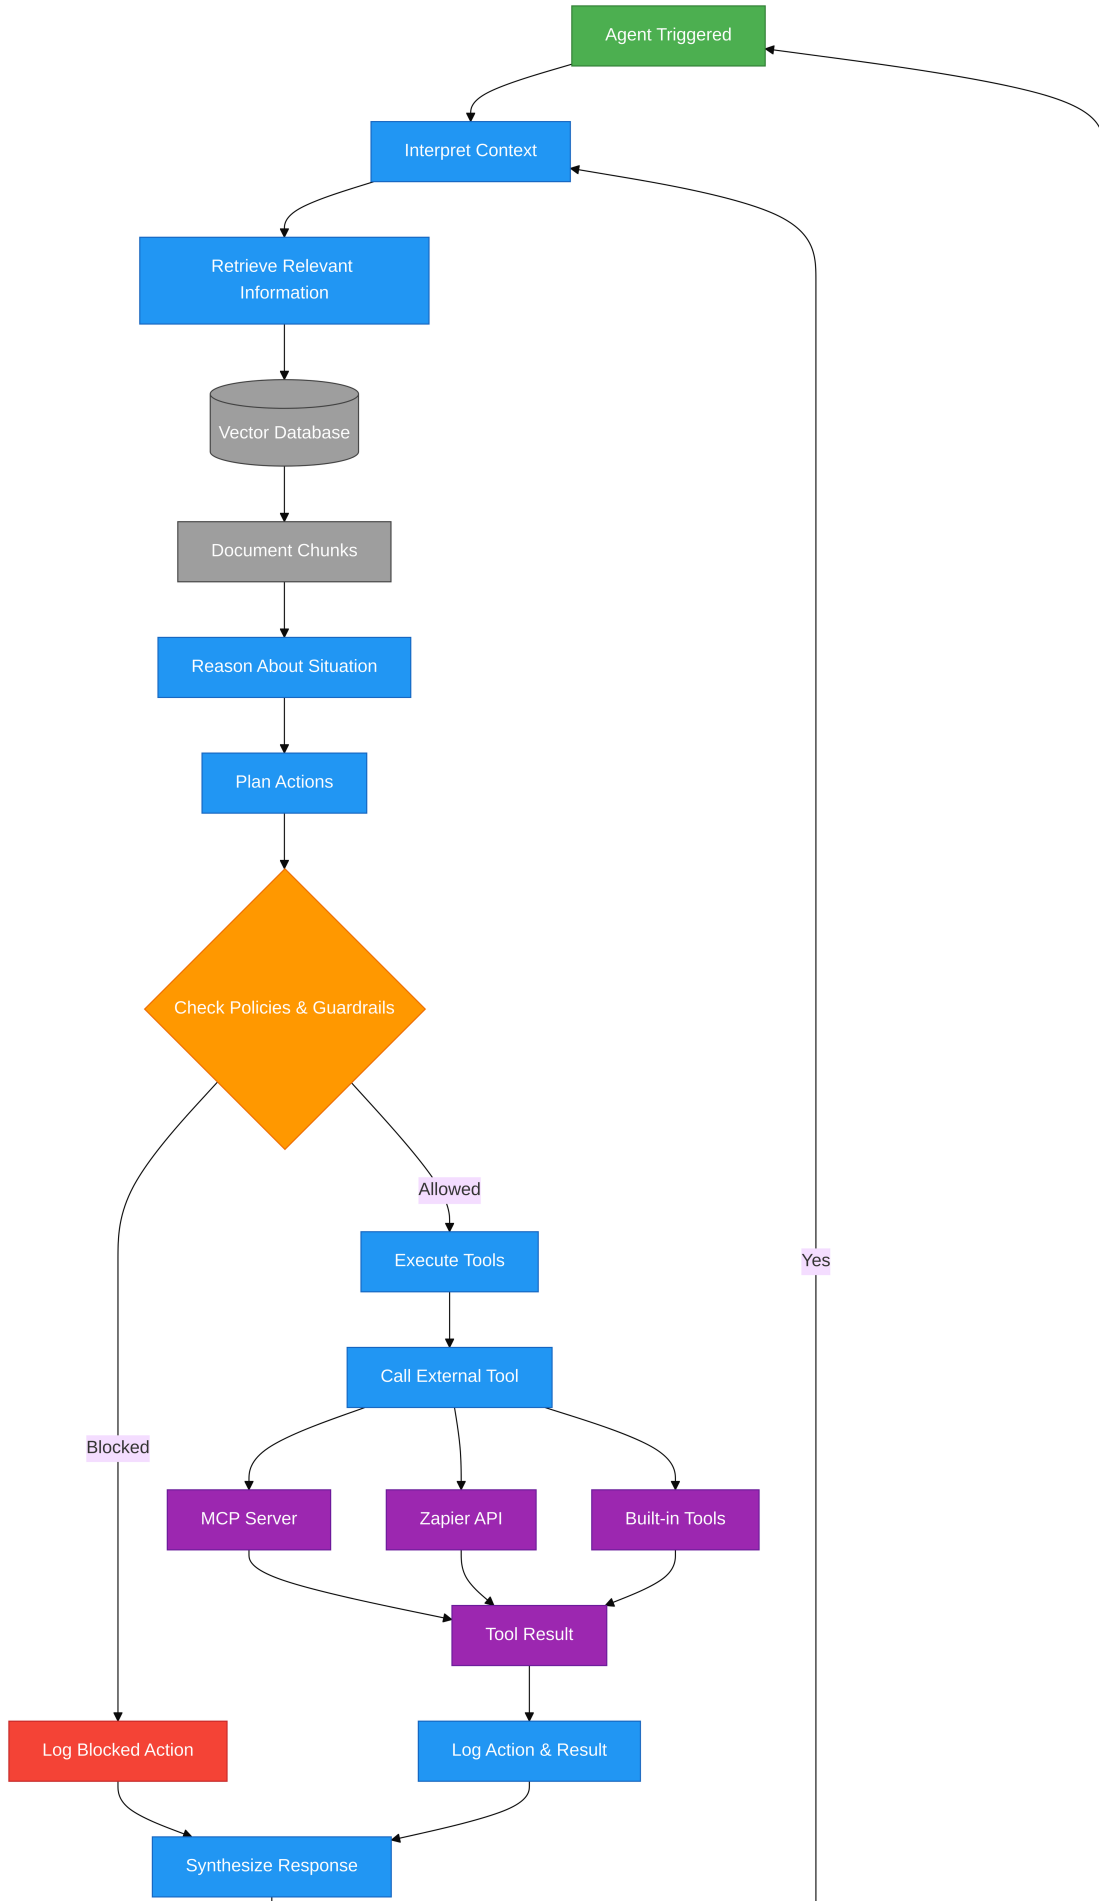 Agent Triggered
Interpret Context
Retrieve Relevant
Information
Vector Database
Document Chunks
Reason About Situation
Plan Actions
Check Policies & Guardrails
Allowed
Execute Tools
Yes
Call External Tool
Blocked
MCP Server
Zapier API
Built-in Tools
Tool Result
Log Blocked Action
Log Action & Result
Synthesize Response